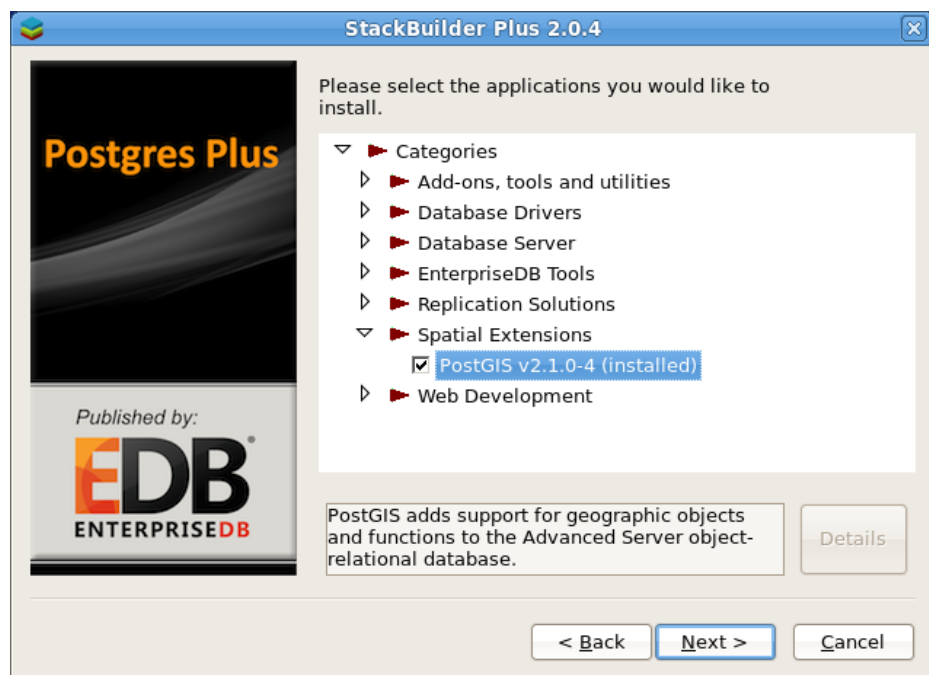 StackBuilder Plus 2.0.4
Postgres Plus
Published by:
EDB
ENTERPRISEDB
Please select the applications you would like to
install.
Categories
Add-ons, tools and utilities
Database Drivers
Database Server
EnterpriseDB Tools
Replication Solutions
Spatial Extensions
PostGIS v2.1.0-4 (installed)
Web Development
PostGIS adds support for geographic objects
and functions to the Advanced Server object-
relational database.
Details
< Back
Next >
Cancel